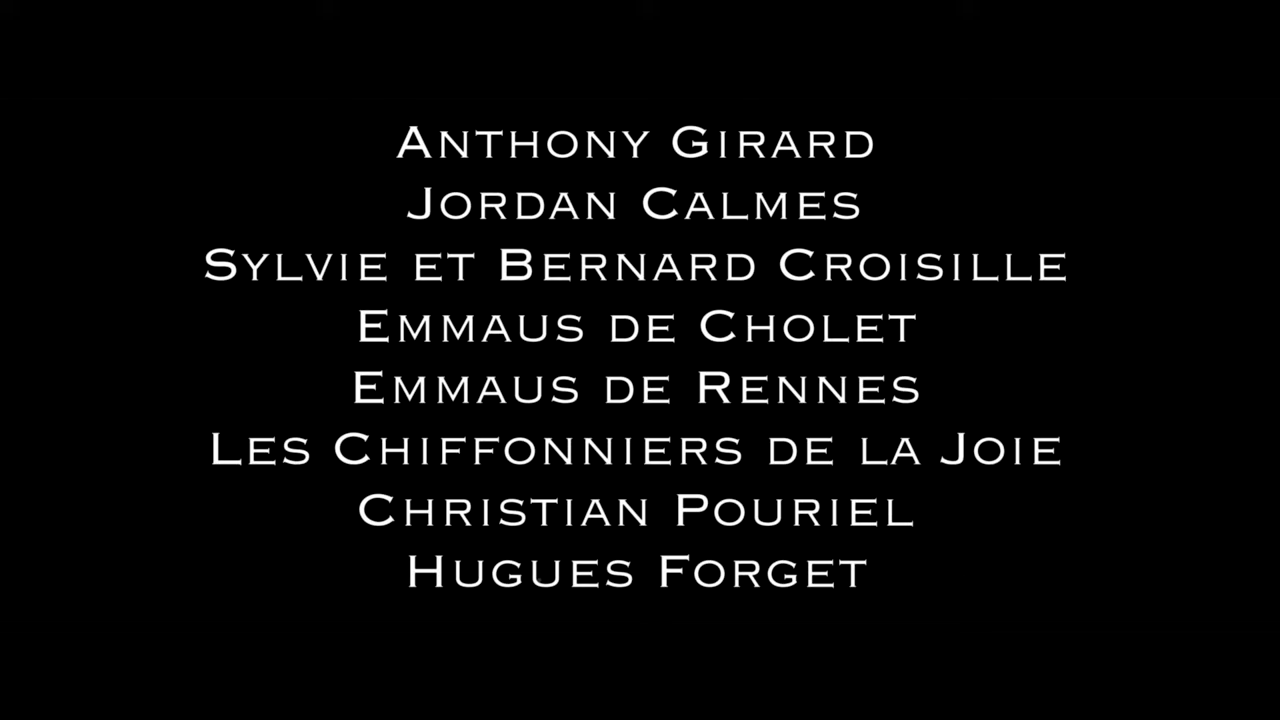 Anthony Girard
Jordan Calmes
Sylvie et Bernard Croisille
Emmaus de Cholet
Emmaus de Rennes
Les Chiffonniers de la Joie
Christian Pouriel
Hugues Forget